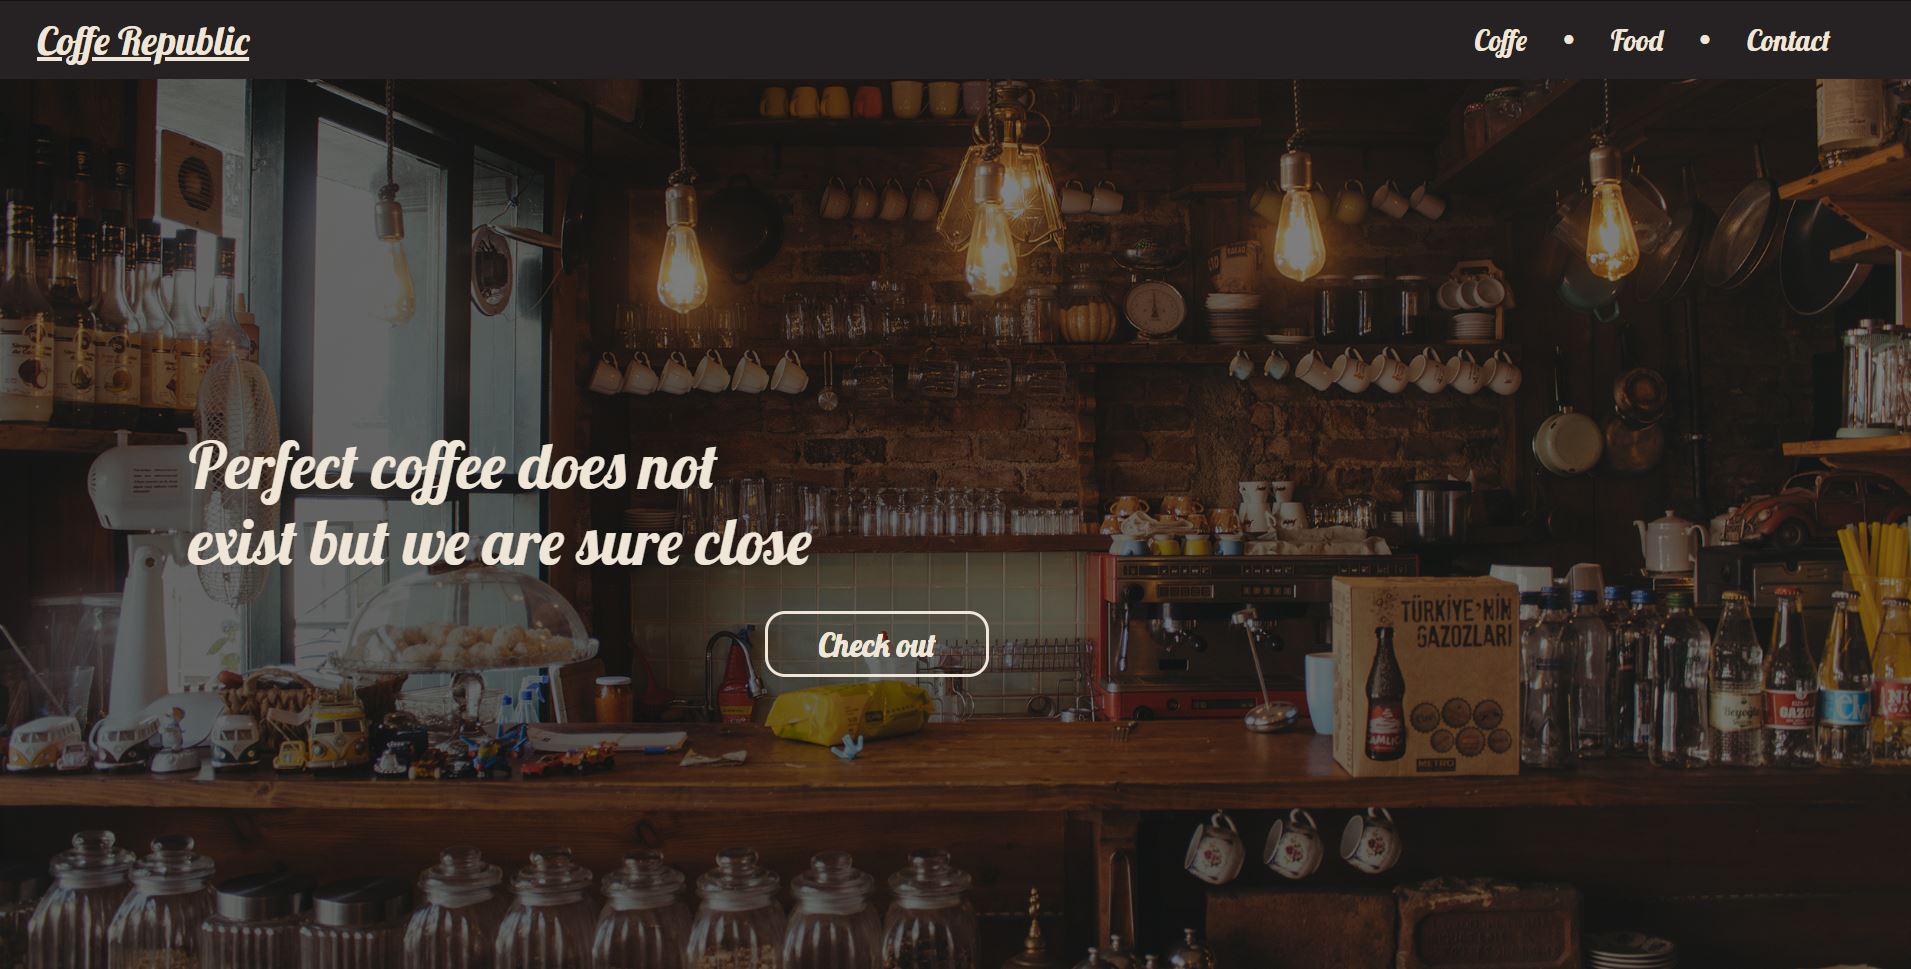 Coffe Republic
Coffe • Food • Contact
Perfect coffee does not
exist but we are sure close
Check out
TÜRKİYE'NİN
GAZOZLARI
METRO